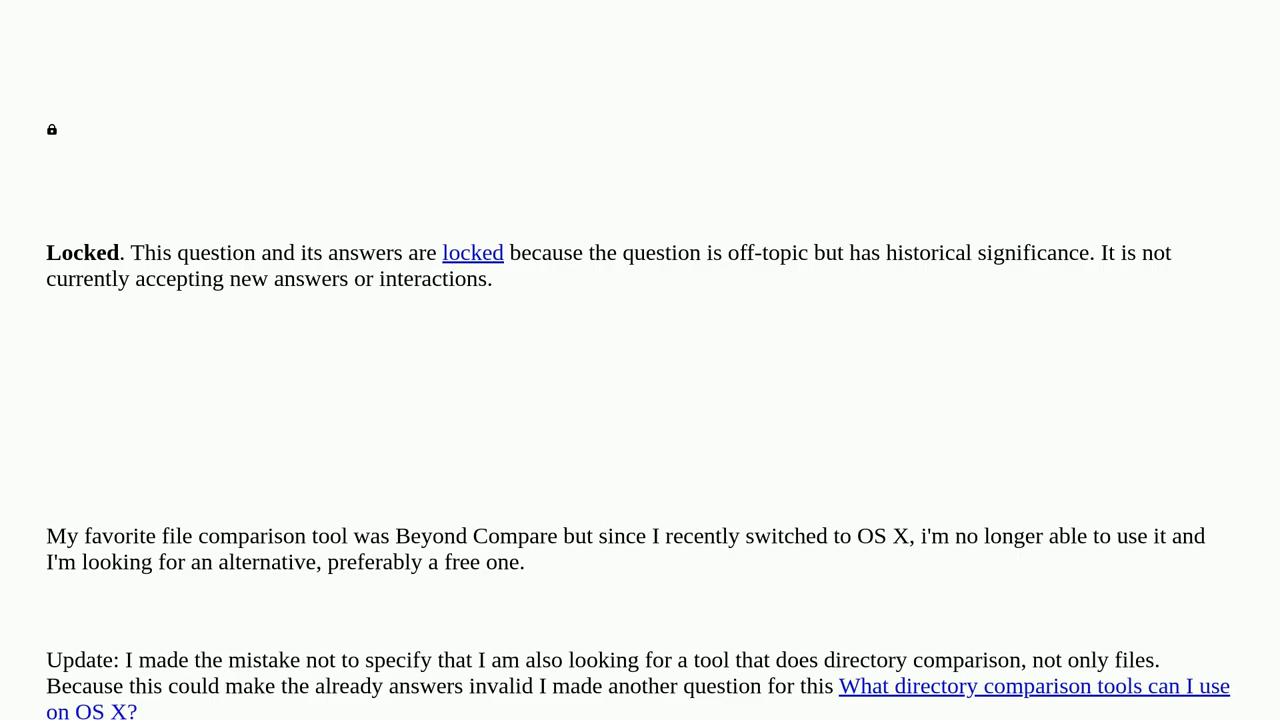 Locked. This question and its answers are locked because the question is off-topic but has historical significance. It is not
currently accepting new answers or interactions.
My favorite file comparison tool was Beyond Compare but since I recently switched to OS X, i'm no longer able to use it and
I'm looking for an alternative, preferably a free one.
Update: I made the mistake not to specify that I am also looking for a tool that does directory comparison, not only files.
Because this could make the already answers invalid I made another question for this What directory comparison tools can I use
on OS X?